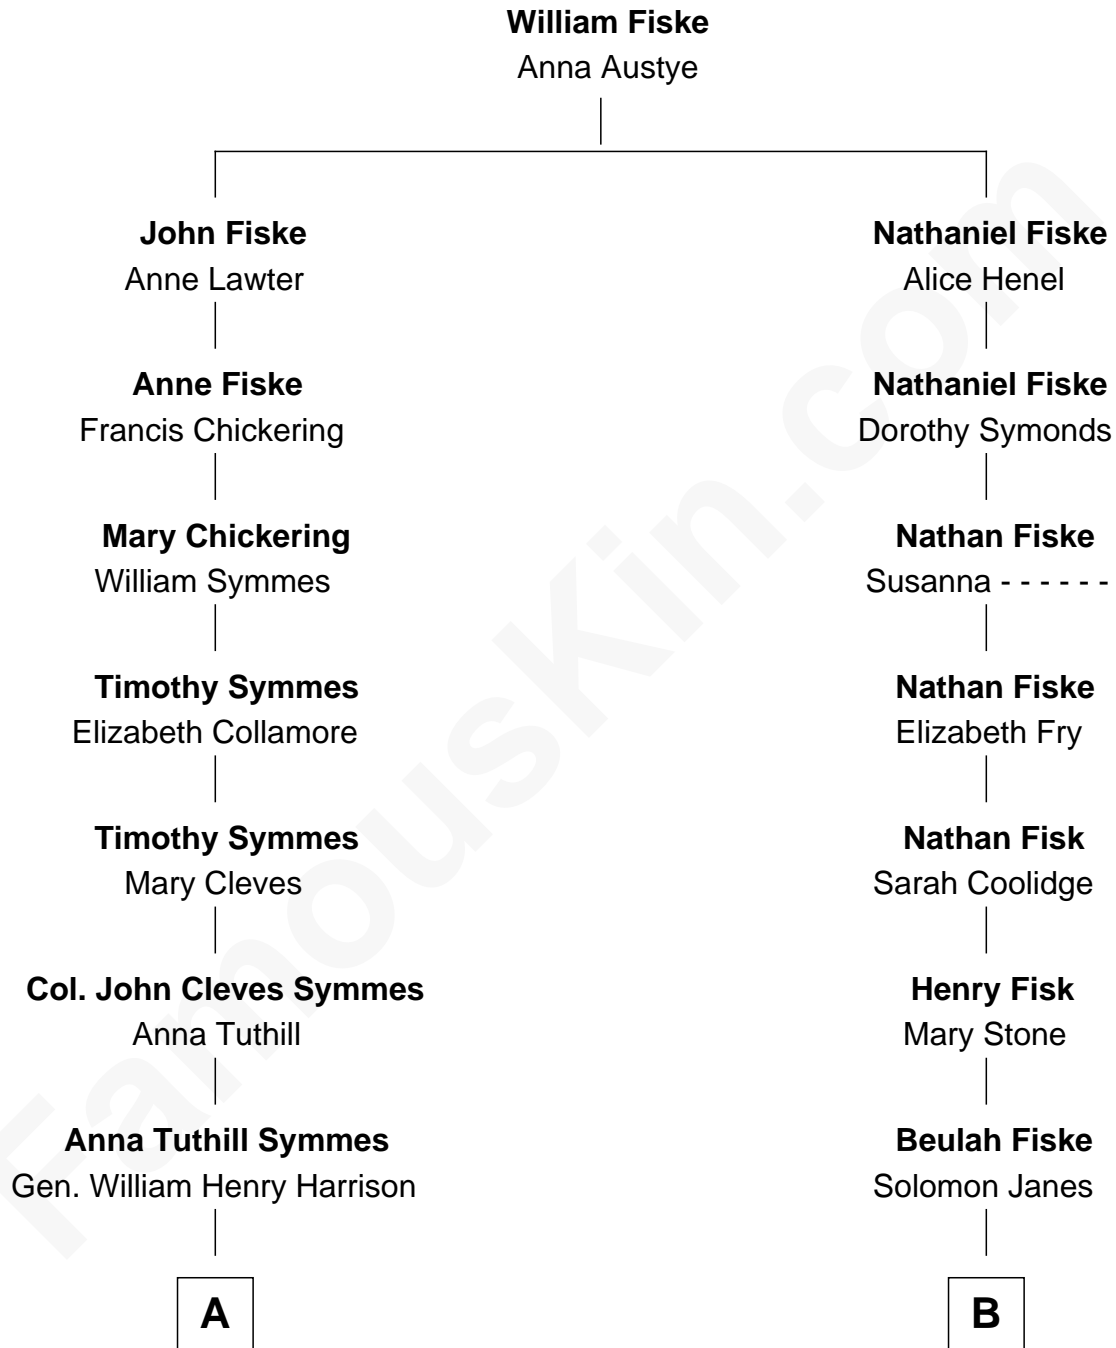 William Fiske
Anna Austye
John Fiske
Anne Lawter
Nathaniel Fiske
Alice Henel
Anne Fiske
Francis Chickering
Nathaniel Fiske
Dorothy Symonds
Mary Chickering
William Symmes
Nathan Fiske
Susanna - - - - - -
Timothy Symmes
Elizabeth Collamore
Nathan Fiske
Elizabeth Fry
Timothy Symmes
Mary Cleves
Nathan Fisk
Sarah Coolidge
Col. John Cleves Symmes
Anna Tuthill
Henry Fisk
Mary Stone
Anna Tuthill Symmes
Gen. William Henry Harrison
Beulah Fiske
Solomon Janes
A
B
FamousKin.com